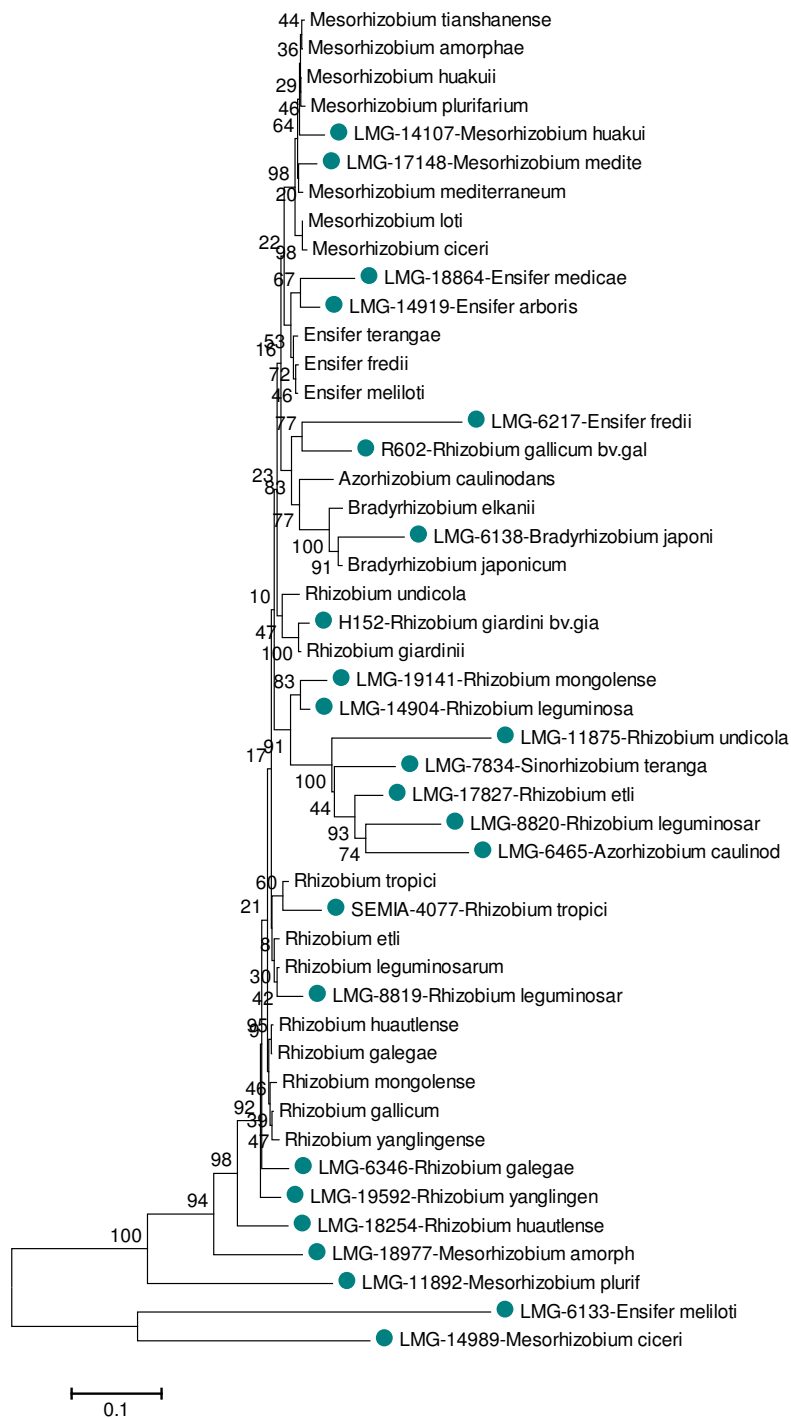 44
Mesorhizobium tianshanense
36
Mesorhizobium amorphae
29
Mesorhizobium huakuii
46
Mesorhizobium plurifarium
64
LMG-14107-Mesorhizobium huakui
LMG-17148-Mesorhizobium medite
98
20
Mesorhizobium mediterraneum
Mesorhizobium loti
22
98
Mesorhizobium ciceri
67
LMG-18864-Ensifer medicae
LMG-14919-Ensifer arboris
Ensifer terangae
53
16
Ensifer fredii
72
46
Ensifer meliloti
77
LMG-6217-Ensifer fredii
R602-Rhizobium gallicum bv.gal
23
83
Azorhizobium caulinodans
Bradyrhizobium elkanii
77
LMG-6138-Bradyrhizobium japoni
100
91
Bradyrhizobium japonicum
10
Rhizobium undicola
47
H152-Rhizobium giardini bv.gia
100
Rhizobium giardinii
83
LMG-19141-Rhizobium mongolense
LMG-14904-Rhizobium leguminosa
17
91
LMG-11875-Rhizobium undicola
100
LMG-7834-Sinorhizobium teranga
44
LMG-17827-Rhizobium etli
93
LMG-8820-Rhizobium leguminosar
74
LMG-6465-Azorhizobium caulinod
60
Rhizobium tropici
21
SEMIA-4077-Rhizobium tropici
8
Rhizobium etli
30
Rhizobium leguminosarum
42
LMG-8819-Rhizobium leguminosar
95
Rhizobium huautlense
Rhizobium galegae
46
Rhizobium mongolense
92
39
Rhizobium gallicum
47
Rhizobium yanglingense
98
LMG-6346-Rhizobium galegae
94
LMG-19592-Rhizobium yanglingen
LMG-18254-Rhizobium huautlense
100
LMG-18977-Mesorhizobium amorph
LMG-11892-Mesorhizobium plurif
LMG-6133-Ensifer meliloti
LMG-14989-Mesorhizobium ciceri
0.1